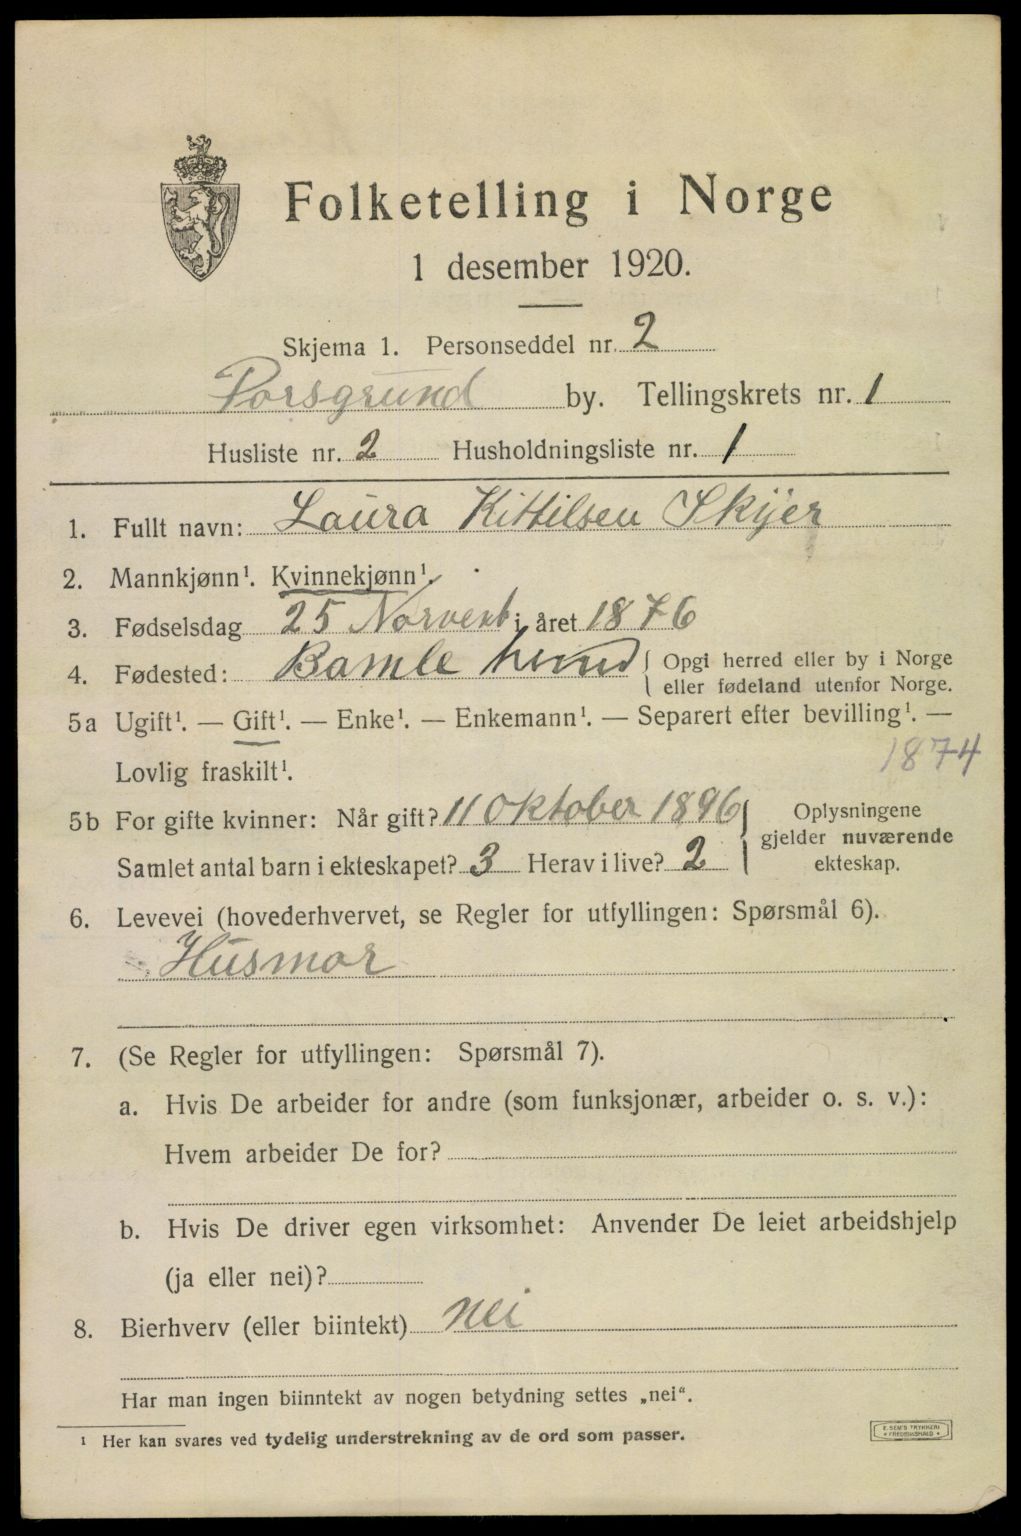 Folketelling i Norge
1 desember 1920.
Skjema 1. Personseddel nr. 2
Porsgrund by. Tellingskrets nr. 1
Husliste nr. 2 Husholdningsliste nr. 1
1. Fullt navn: Laura Kittilsen Skijer
2. Mannkjønn¹. Kvinnekjønn¹.
3. Fødselsdag 25 Norvenb i året 1876
4. Fødested: Bamle { Opgi herred eller by i Norge
eller fødeland utenfor Norge.
5a Ugift¹. — Gift¹. — Enke¹. — Enkemann¹. — Separert efter bevilling¹. —
Lovlig fraskilt¹. 1874
5b For gifte kvinner: Når gift? 11 Oktober 1896 } Oplysningene
gjelder nuværende
Samlet antal barn i ekteskapet? 3 Herav i live? 2 ekteskap.
6. Levevei (hovederhvervet, se Regler for utfyllingen: Spørsmål 6).
Husmor
7. (Se Regler for utfyllingen: Spørsmål 7).
a. Hvis De arbeider for andre (som funksjonær, arbeider o. s. v.):
Hvem arbeider De for?
b. Hvis De driver egen virksomhet: Anvender De leiet arbeidshjelp
(ja eller nei)?
8. Bierhverv (eller biintekt) nei
Har man ingen biinntekt av nogen betydning settes „nei“.
¹ Her kan svares ved tydelig understrekning av de ord som passer.
E. SEM'S TRYKKERI
• FREDRIKSHALD •